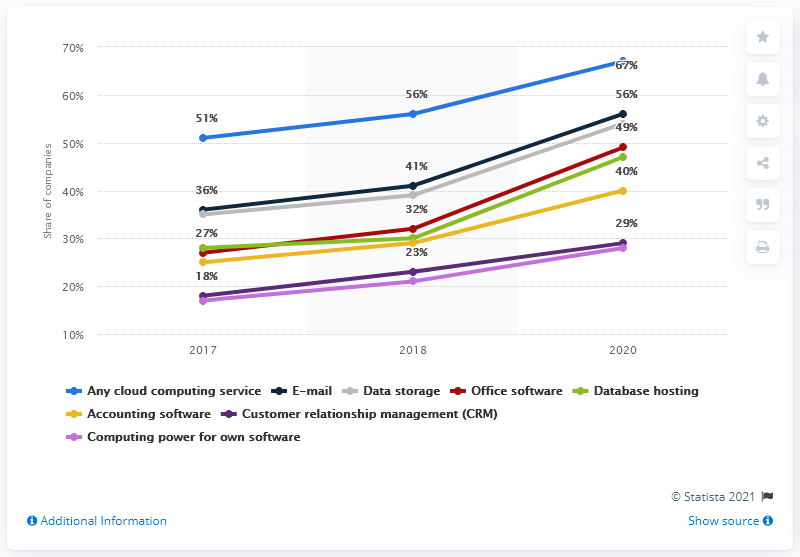 70%
67%
60%
56%
56%
51%
50%
49%
41%
40%
40%
36%
32%
30%
29%
27%
23%
20%
18%
10%
Share of companies
2017 2018 2020
Any cloud computing service E-mail Data storage Office software Database hosting
Accounting software Customer relationship management (CRM)
Computing power for own software
© Statista 2021
Additional Information Show source